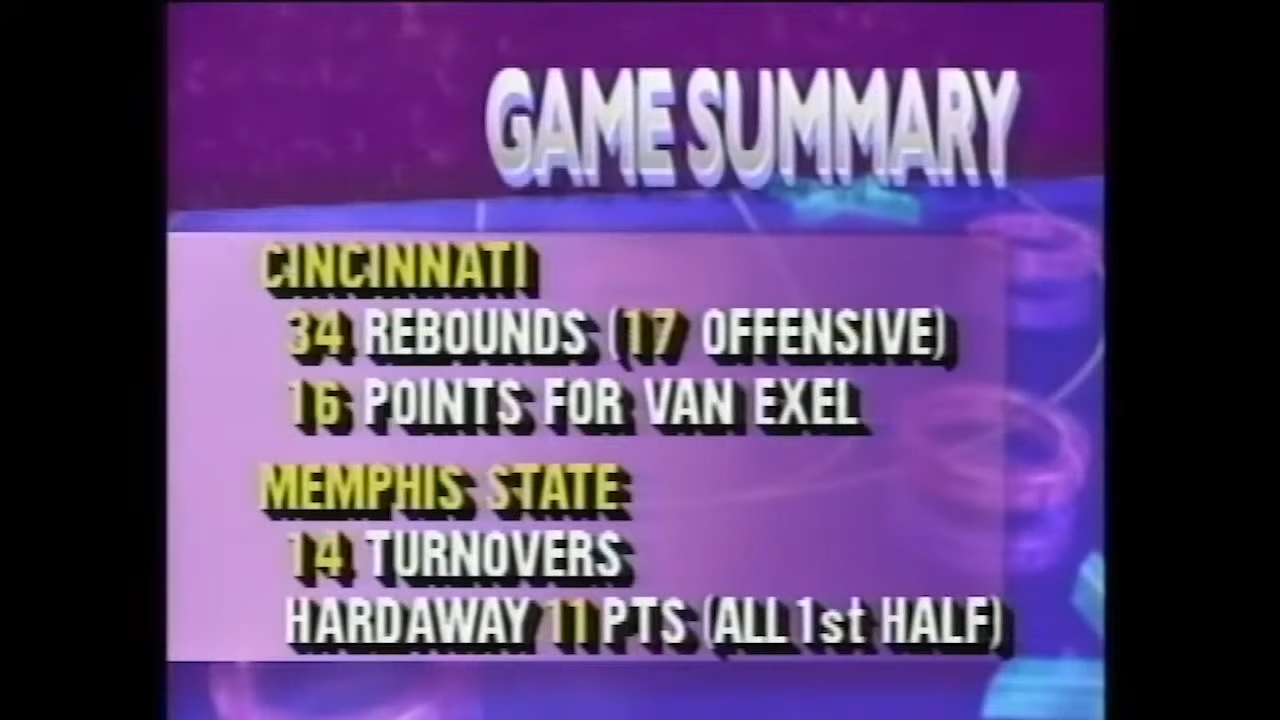 GAME SUMMARY
CINCINNATI
34 REBOUNDS (17 OFFENSIVE)
16 POINTS FOR VAN EXEL
MEMPHIS STATE
14 TURNOVERS
HARDAWAY 11 PTS (ALL 1st HALF)